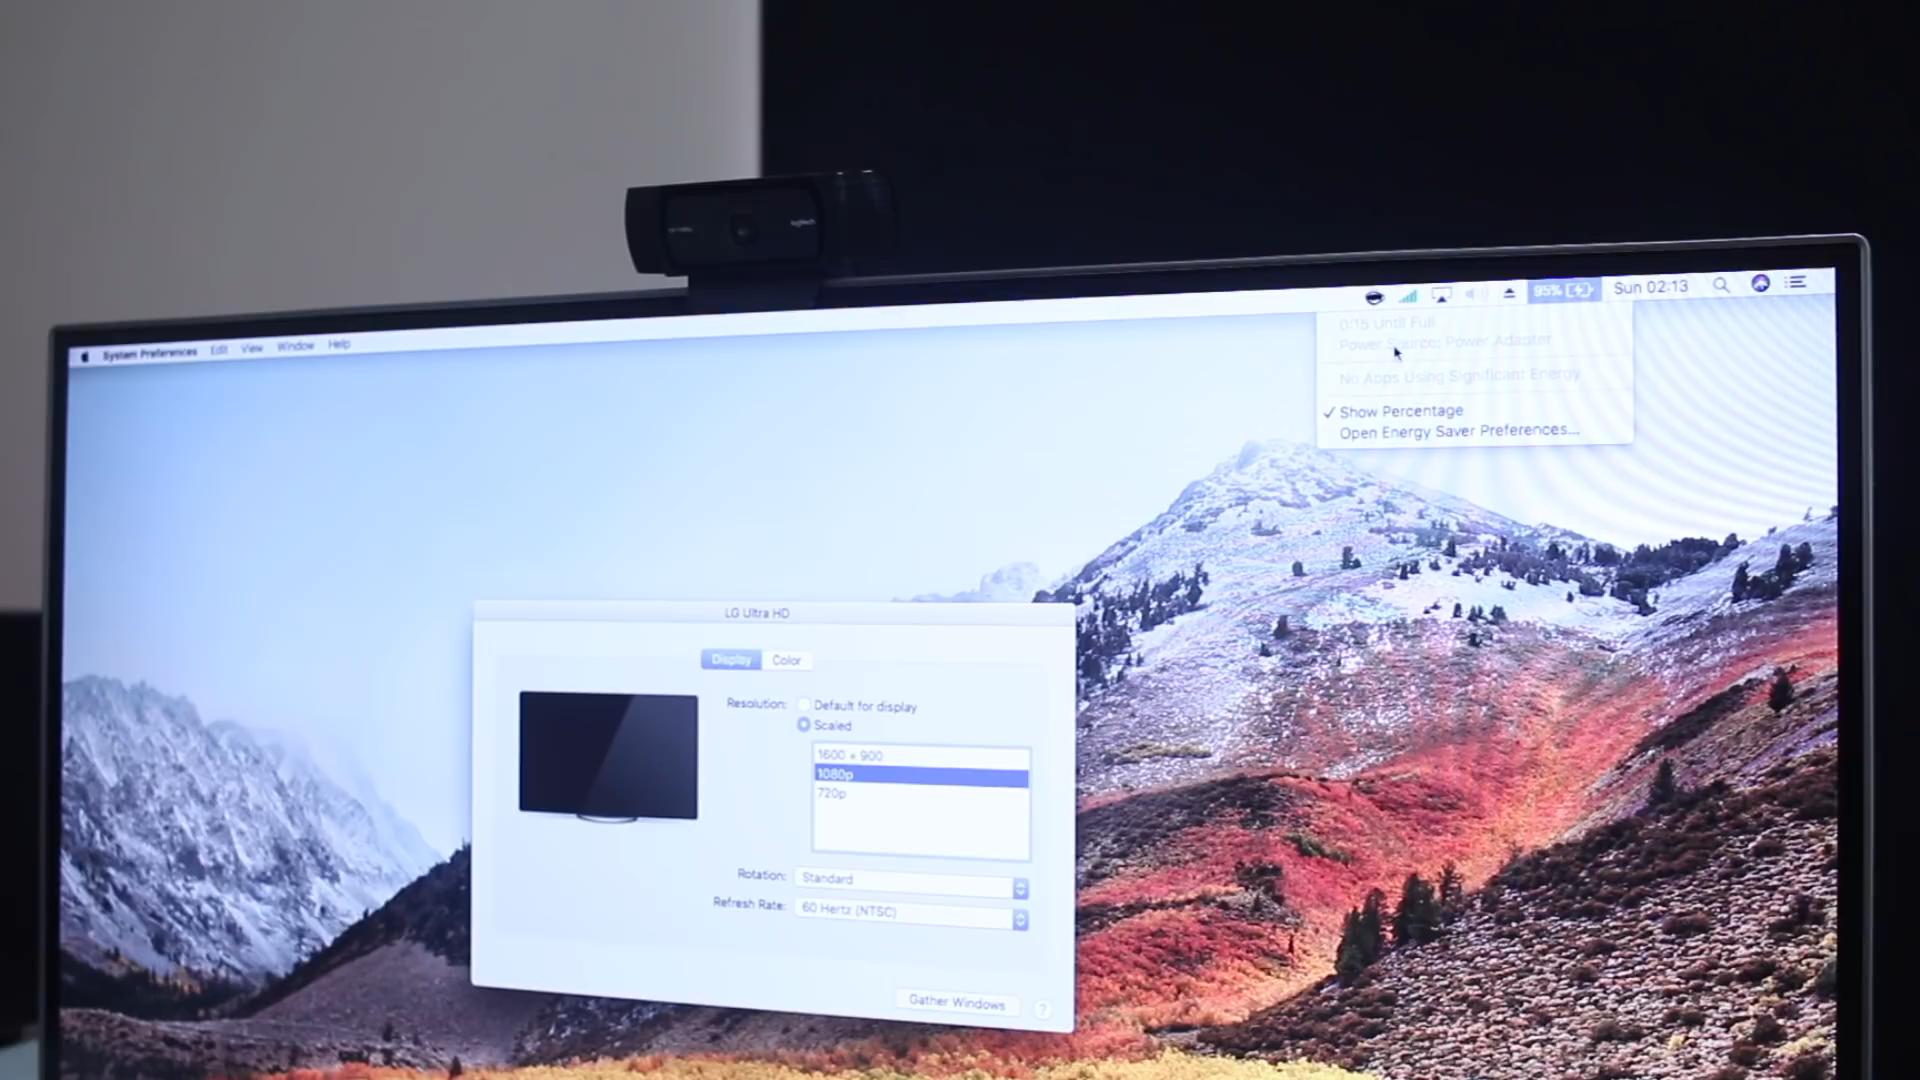 logitech
System Preferences Edit View Window Help
95% Sun 02:13
0:15 Until Full
Power Source: Power Adapter
No Apps Using Significant Energy
✓ Show Percentage
Open Energy Saver Preferences...
LG Ultra HD
Display Color
Resolution: Default for display
Scaled
1600 × 900
1080p
720p
Rotation: Standard
Refresh Rate: 60 Hertz (NTSC)
Gather Windows ?